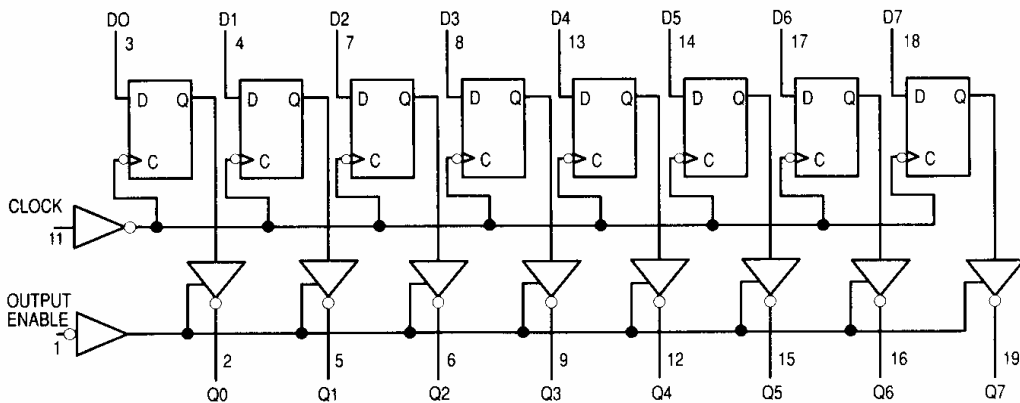 DO D1 D2 D3 D4 D5 D6 D7
3 4 7 8 13 14 17 18
D Q D Q D Q D Q D Q D Q D Q D Q
C C C C C C C C
CLOCK
11
OUTPUT
ENABLE
1
2 5 6 9 12 15 16 19
Q0 Q1 Q2 Q3 Q4 Q5 Q6 Q7